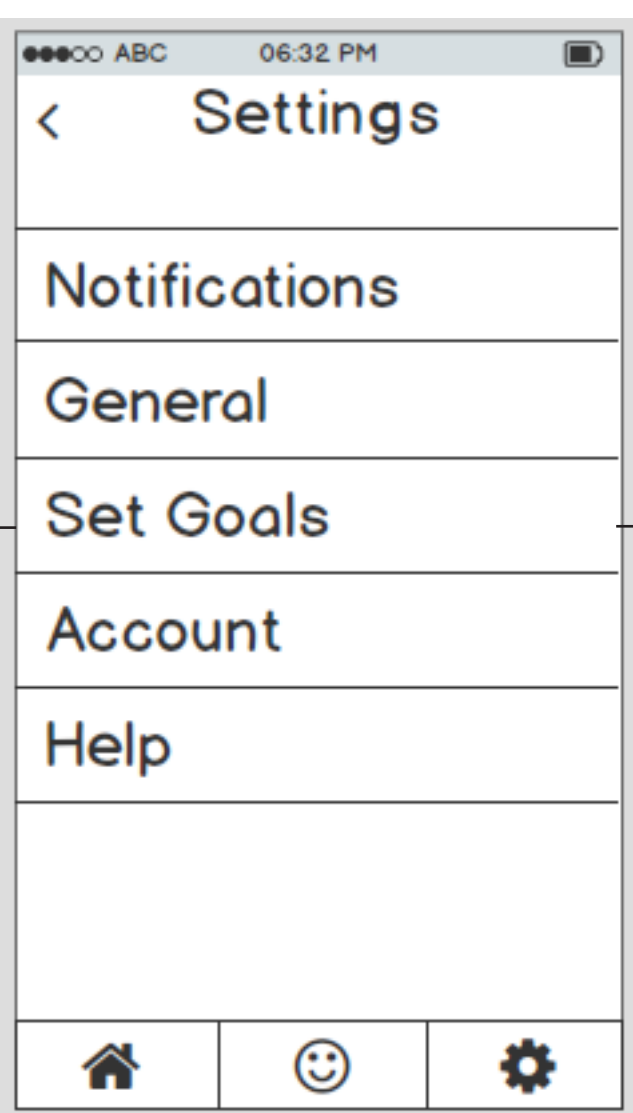 ABC 06:32 PM
Settings
Notifications
General
Set Goals
Account
Help